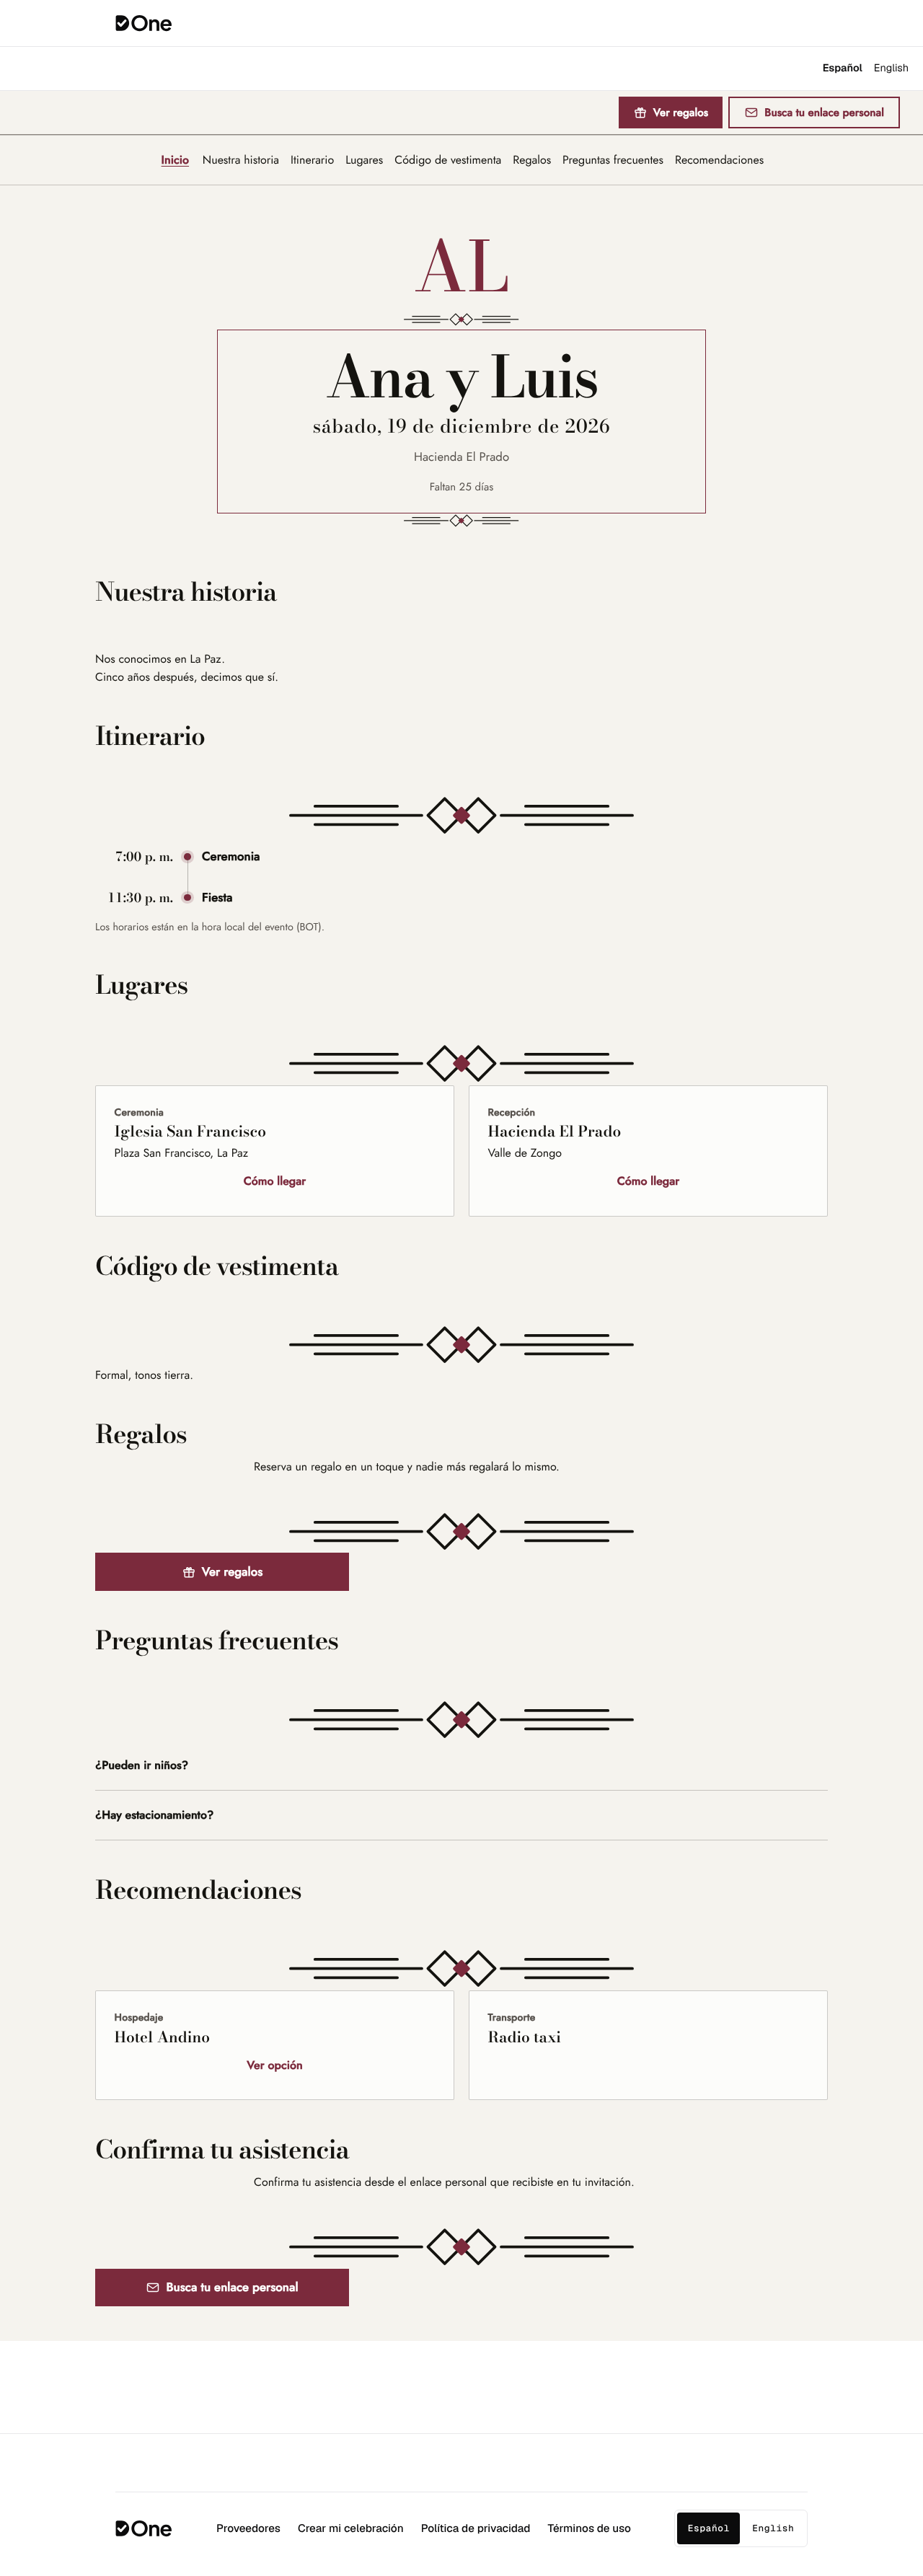 One
Español English
Ver regalos Busca tu enlace personal
Inicio Nuestra historia Itinerario Lugares Código de vestimenta Regalos Preguntas frecuentes Recomendaciones
AL
Ana y Luis
sábado, 19 de diciembre de 2026
Hacienda El Prado
Faltan 25 días
Nuestra historia
Nos conocimos en La Paz.
Cinco años después, decimos que sí.
Itinerario
7:00 p. m. Ceremonia
11:30 p. m. Fiesta
Los horarios están en la hora local del evento (BOT).
Lugares
Ceremonia
Iglesia San Francisco
Plaza San Francisco, La Paz
Cómo llegar
Recepción
Hacienda El Prado
Valle de Zongo
Cómo llegar
Código de vestimenta
Formal, tonos tierra.
Regalos
Reserva un regalo en un toque y nadie más regalará lo mismo.
Ver regalos
Preguntas frecuentes
¿Pueden ir niños?
¿Hay estacionamiento?
Recomendaciones
Hospedaje
Hotel Andino
Ver opción
Transporte
Radio taxi
Confirma tu asistencia
Confirma tu asistencia desde el enlace personal que recibiste en tu invitación.
Busca tu enlace personal
One
Proveedores Crear mi celebración Política de privacidad Términos de uso
Español English